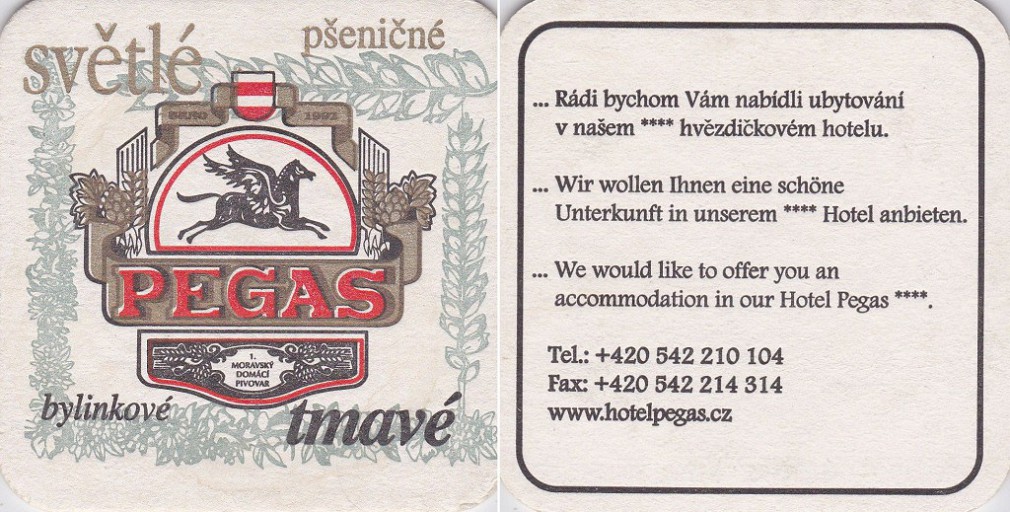 světlé
pšeničné
BRNO 1992
PEGAS
1.
MORAVSKÝ
DOMÁCÍ
PIVOVAR
bylinkové
tmavé
... Rádi bychom Vám nabídli ubytování
v našem **** hvězdičkovém hotelu.
... Wir wollen Ihnen eine schöne
Unterkunft in unserem **** Hotel anbieten.
... We would like to offer you an
accommodation in our Hotel Pegas ****.
Tel.: +420 542 210 104
Fax: +420 542 214 314
www.hotelpegas.cz